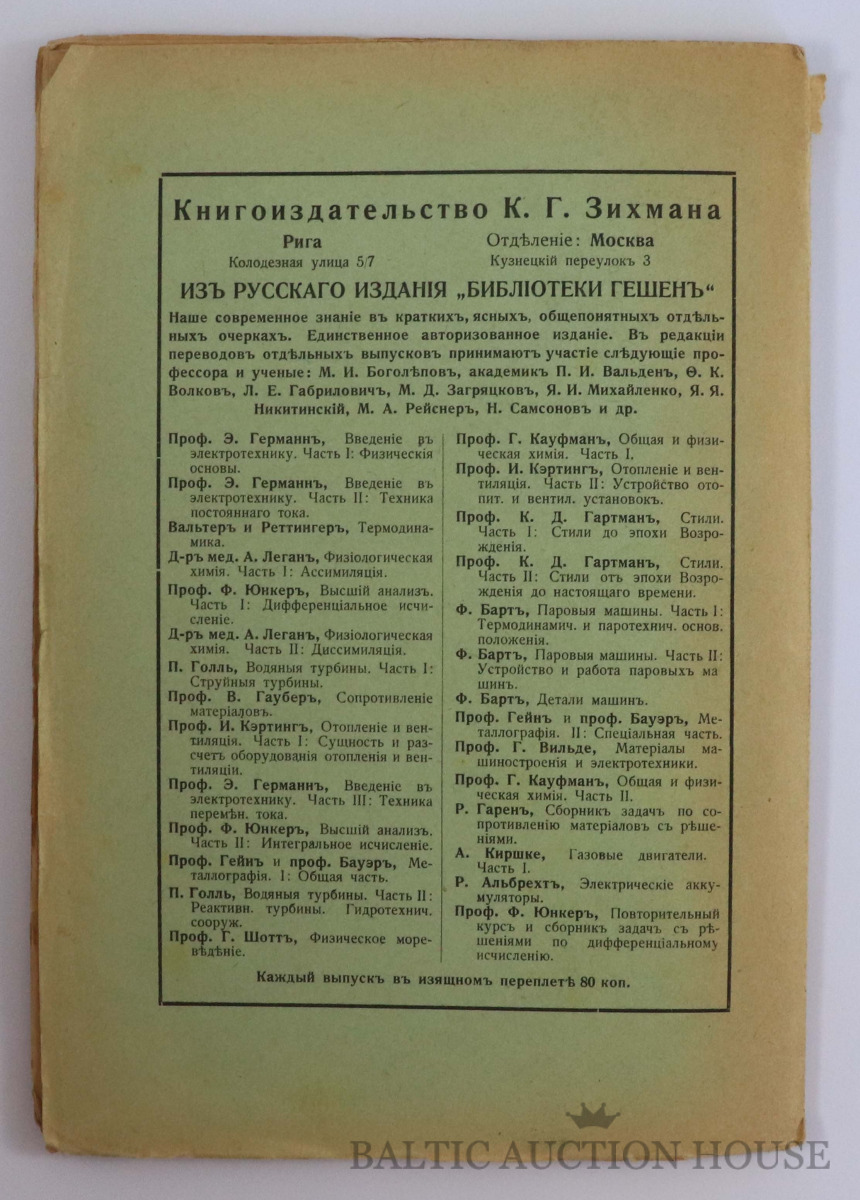 Книгоиздательство К. Г. Зихмана
Рига
Колодезная улица 5/7
Отдѣленіе: Москва
Кузнецкій переулокъ 3
ИЗЪ РУССКАГО ИЗДАНІЯ „БИБЛІОТЕКИ ГЕШЕНЪ“
Наше современное знаніе въ краткихъ, ясныхъ, общепонятныхъ отдѣль-
ныхъ очеркахъ. Единственное авторизованное изданіе. Въ редакціи
переводовъ отдѣльныхъ выпусковъ принимаютъ участіе слѣдующіе про-
фессора и ученые: М. И. Боголѣповъ, академикъ П. И. Вальденъ, Ѳ. К.
Волковъ, Л. Е. Габриловичъ, М. Д. Загряцковъ, Я. И. Михайленко, Я. Я.
Никитинскій, М. А. Рейснеръ, Н. Самсоновъ и др.
Проф. Э. Германнъ, Введеніе въ
электротехнику. Часть I: Физическія
основы.
Проф. Э. Германнъ, Введеніе въ
электротехнику. Часть II: Техника
постояннаго тока.
Вальтеръ и Реттингеръ, Термодина-
мика.
Д-ръ мед. А. Леганъ, Физіологическая
химія. Часть I: Ассимиляція.
Проф. Ф. Юнкеръ, Высшій анализъ.
Часть I: Дифференціальное исчи-
сленіе.
Д-ръ мед. А. Леганъ, Физіологическая
химія. Часть II: Диссимиляція.
П. Голль, Водяныя турбины. Часть I:
Струйныя турбины.
Проф. В. Гауберъ, Сопротивленіе
матеріаловъ.
Проф. И. Кэртингъ, Отопленіе и вен-
тиляція. Часть I: Сущность и раз-
счетъ оборудованія отопленія и вен-
тиляціи.
Проф. Э. Германнъ, Введеніе въ
электротехнику. Часть III: Техника
перемѣн. тока.
Проф. Ф. Юнкеръ, Высшій анализъ.
Часть II: Интегральное исчисленіе.
Проф. Гейнъ и проф. Бауэръ, Ме-
таллографія. I: Общая часть.
П. Голль, Водяныя турбины. Часть II:
Реактивн. турбины. Гидротехнич.
сооруж.
Проф. Г. Шоттъ, Физическое море-
вѣдѣніе.
Проф. Г. Кауфманъ, Общая и физи-
ческая химія. Часть I.
Проф. И. Кэртингъ, Отопленіе и вен-
тиляція. Часть II: Устройство ото-
пит. и вентил. установокъ.
Проф. К. Д. Гартманъ, Стили.
Часть I: Стили до эпохи Возро-
жденія.
Проф. К. Д. Гартманъ, Стили.
Часть II: Стили отъ эпохи Возро-
жденія до настоящаго времени.
Ф. Бартъ, Паровыя машины. Часть I:
Термодинамич. и паротехнич. основ.
положенія.
Ф. Бартъ, Паровыя машины. Часть II:
Устройство и работа паровыхъ ма
шинъ.
Ф. Бартъ, Детали машинъ.
Проф. Гейнъ и проф. Бауэръ, Ме-
таллографія. II: Спеціальная часть.
Проф. Г. Вильде, Матеріалы ма-
шиностроенія и электротехники.
Проф. Г. Кауфманъ, Общая и физи-
ческая химія. Часть II.
Р. Гаренъ, Сборникъ задачъ по со-
противленію матеріаловъ съ рѣше-
ніями.
А. Киршке, Газовые двигатели.
Часть I.
Р. Альбрехтъ, Электрическіе акку-
муляторы.
Проф. Ф. Юнкеръ, Повторительный
курсъ и сборникъ задачъ съ рѣ-
шеніями по дифференціальному
исчисленію.
Каждый выпускъ въ изящномъ переплетѣ 80 коп.
BALTIC AUCTION HOUSE